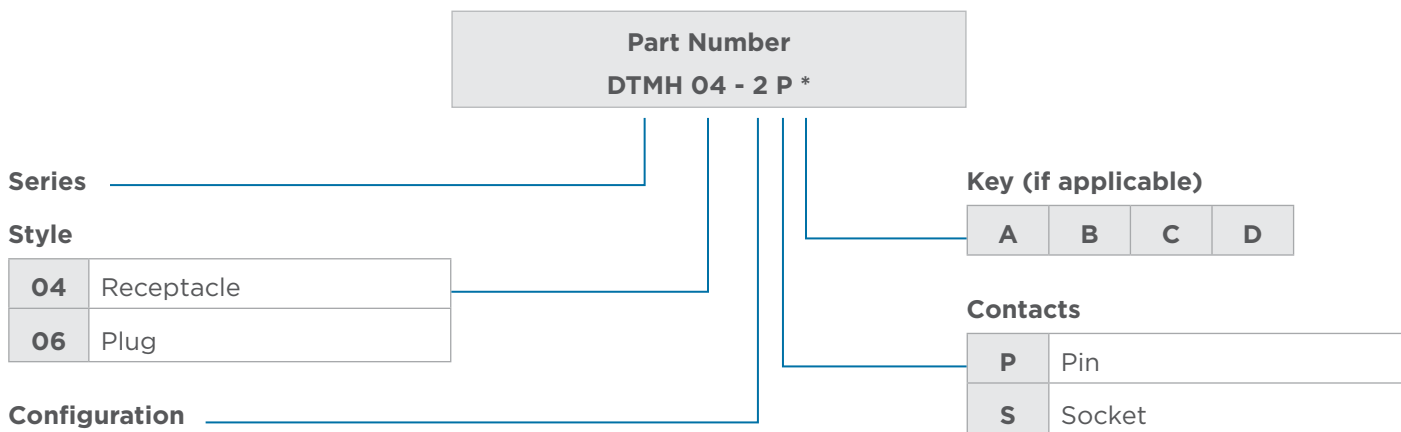 Part Number
DTMH 04 - 2 P *
Series
Style
04 Receptacle
06 Plug
Configuration
Key (if applicable)
A B C D
Contacts
P Pin
S Socket